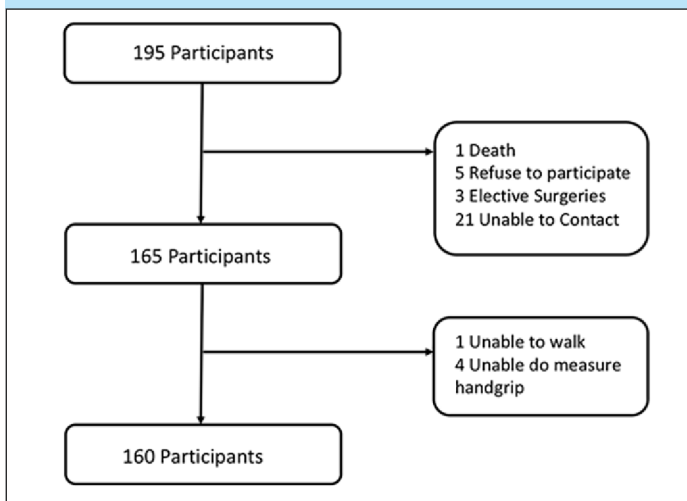 195 Participants
1 Death
5 Refuse to participate
3 Elective Surgeries
21 Unable to Contact
165 Participants
1 Unable to walk
4 Unable do measure
handgrip
160 Participants